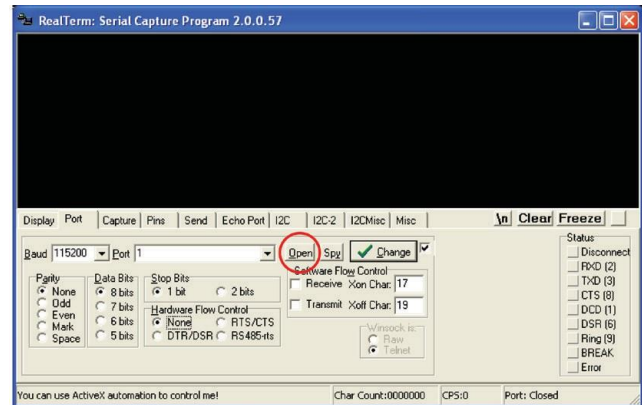 RealTerm: Serial Capture Program 2.0.0.57
Display Port Capture Pins Send Echo Port I2C I2C-2 I2CMisc Misc \n Clear Freeze
Baud 115200 Port 1 Open Spy Change
Parity
None
Odd
Even
Mark
Space
Data Bits
8 bits
7 bits
6 bits
5 bits
Stop Bits
1 bit 2 bits
Hardware Flow Control
None RTS/CTS
DTR/DSR RS485-rts
Software Flow Control
Receive Xon Char: 17
Transmit Xoff Char: 19
Winsock is:
Raw
Telnet
Status
Disconnect
RXD (2)
TXD (3)
CTS (8)
DCD (1)
DSR (6)
Ring (9)
BREAK
Error
You can use ActiveX automation to control me! Char Count:0000000 CPS:0 Port: Closed